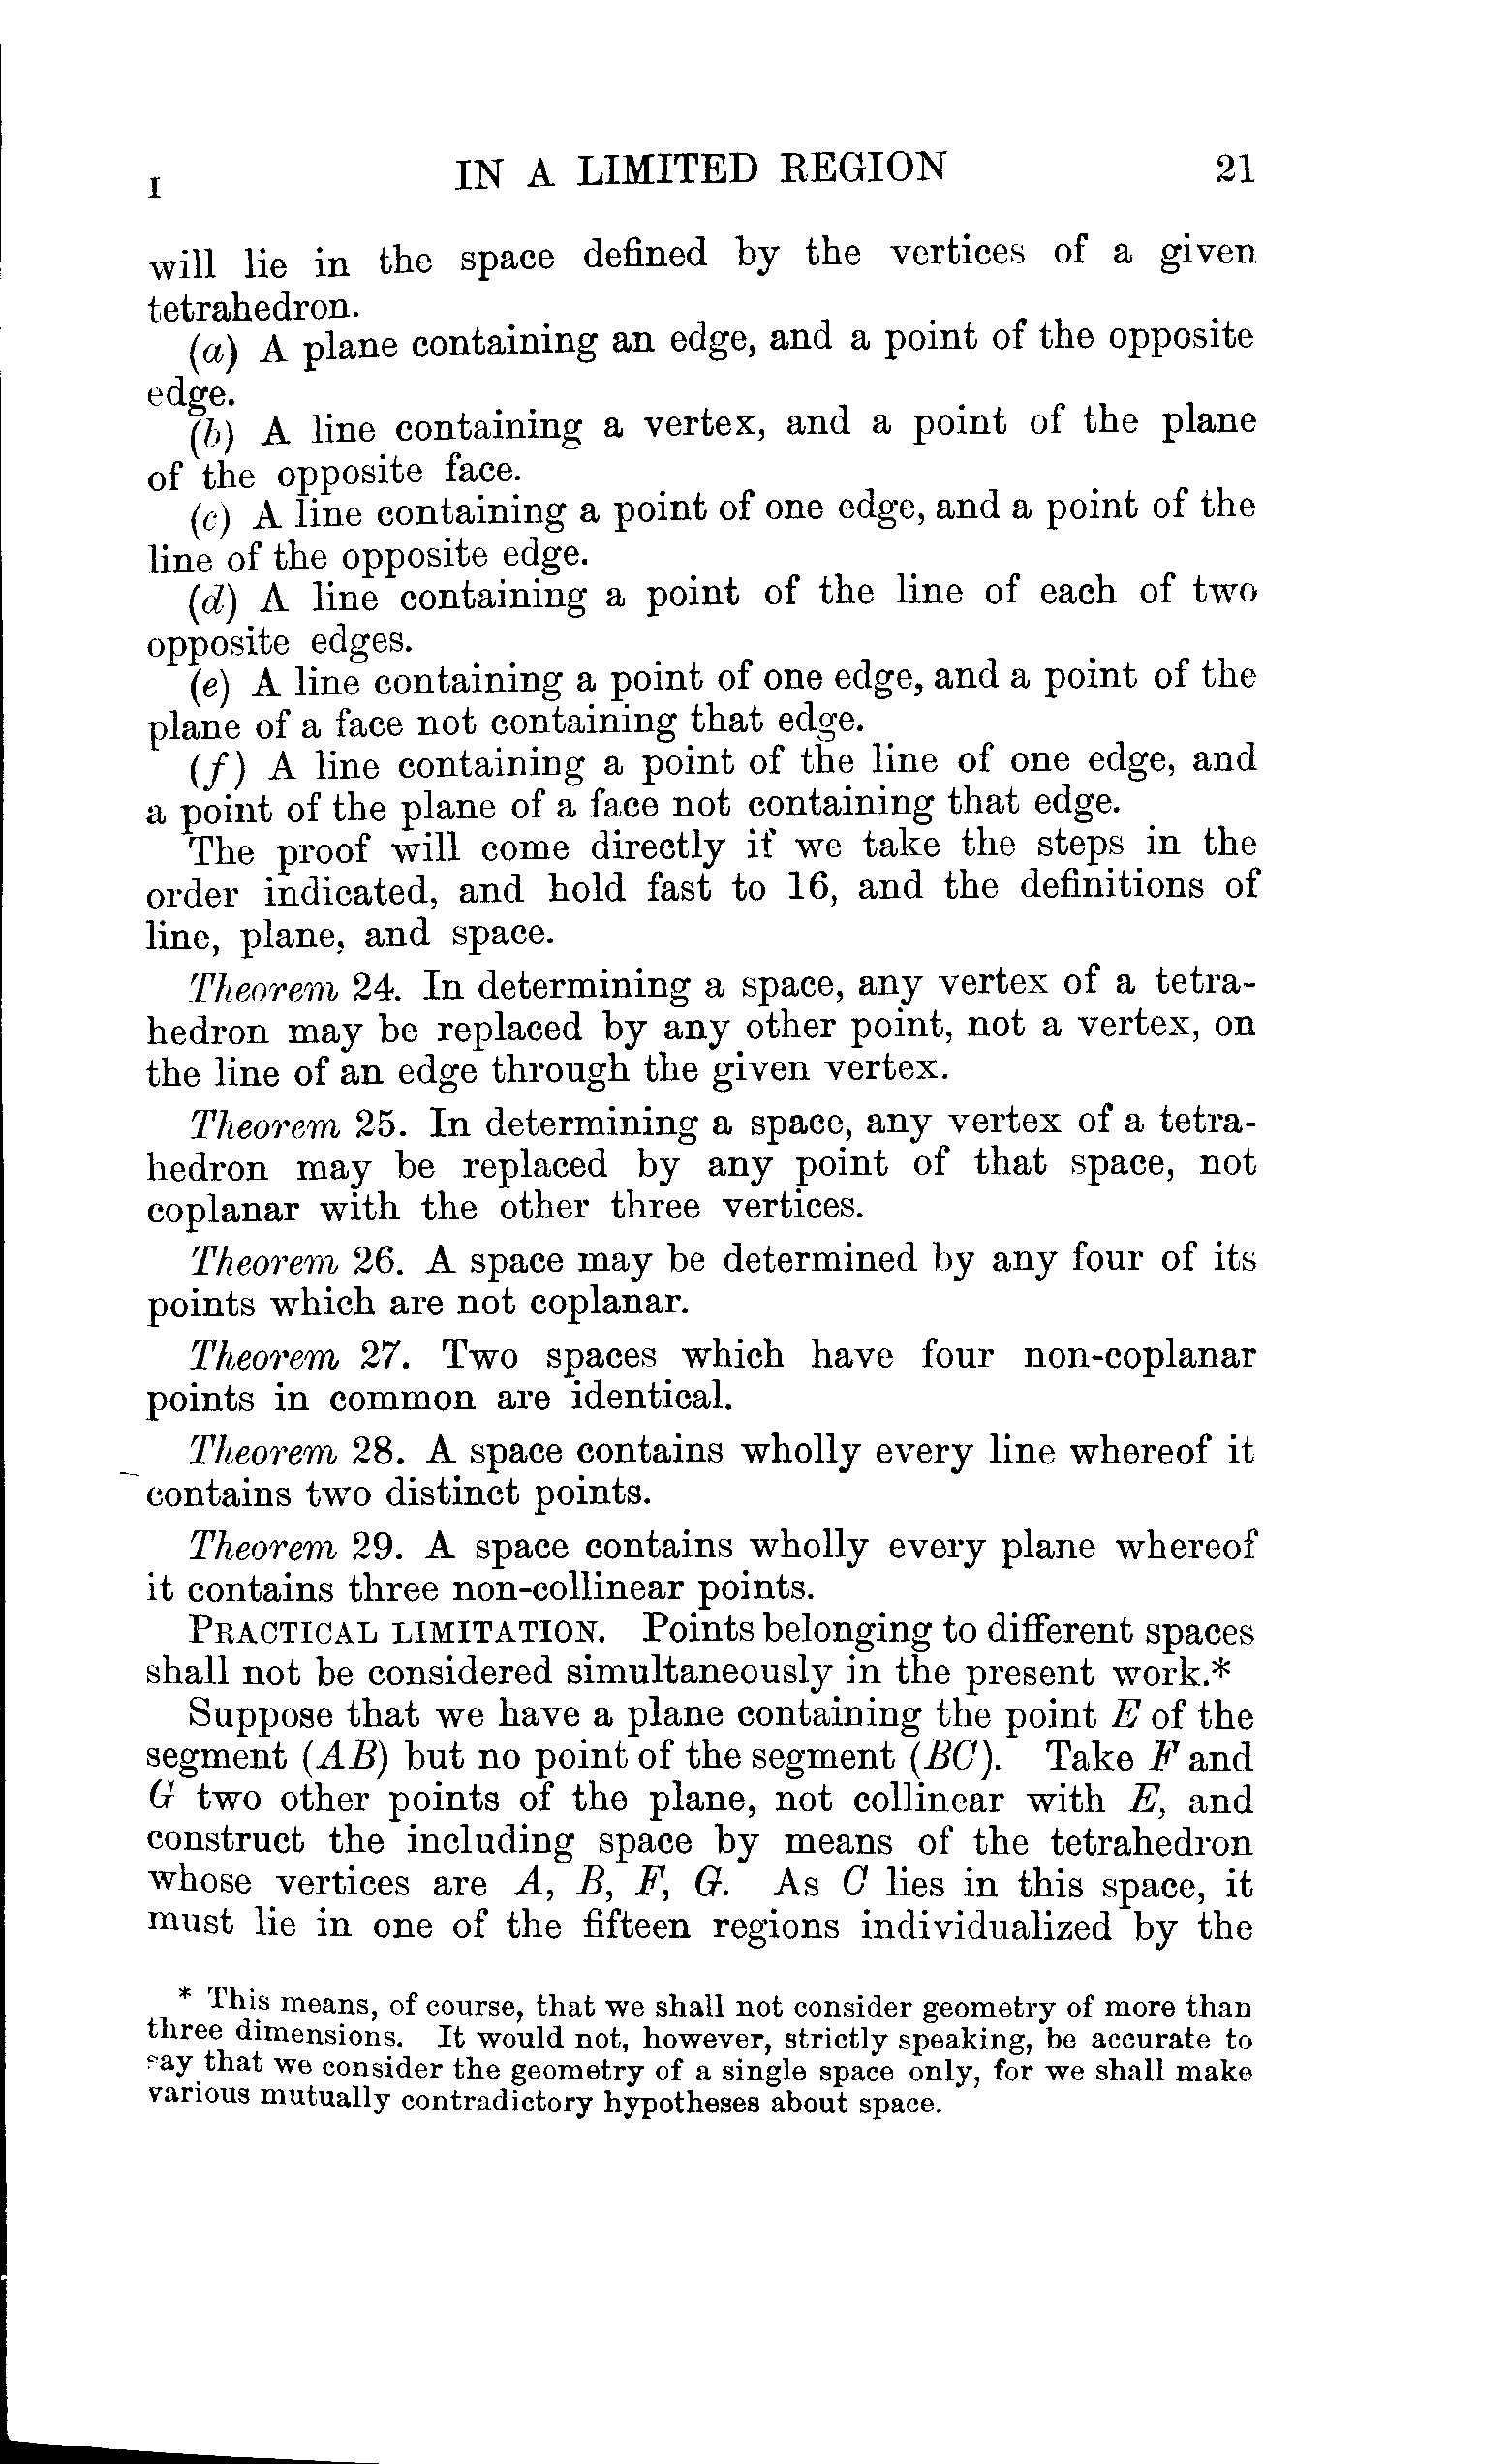 I IN A LIMITED REGION 21
will lie in the space defined by the vertices of a given
tetrahedron.
(a) A plane containing an edge, and a point of the opposite
edge.
(b) A line containing a vertex, and a point of the plane
of the opposite face.
(c) A line containing a point of one edge, and a point of the
line of the opposite edge.
(d) A line containing a point of the line of each of two
opposite edges.
(e) A line containing a point of one edge, and a point of the
plane of a face not containing that edge.
(f) A line containing a point of the line of one edge, and
a point of the plane of a face not containing that edge.
The proof will come directly if we take the steps in the
order indicated, and hold fast to 16, and the definitions of
line, plane, and space.
Theorem 24. In determining a space, any vertex of a tetra-
hedron may be replaced by any other point, not a vertex, on
the line of an edge through the given vertex.
Theorem 25. In determining a space, any vertex of a tetra-
hedron may be replaced by any point of that space, not
coplanar with the other three vertices.
Theorem 26. A space may be determined by any four of its
points which are not coplanar.
Theorem 27. Two spaces which have four non-coplanar
points in common are identical.
Theorem 28. A space contains wholly every line whereof it
contains two distinct points.
Theorem 29. A space contains wholly every plane whereof
it contains three non-collinear points.
PRACTICAL LIMITATION. Points belonging to different spaces
shall not be considered simultaneously in the present work.*
Suppose that we have a plane containing the point E of the
segment (AB) but no point of the segment (BC). Take F and
G two other points of the plane, not collinear with E, and
construct the including space by means of the tetrahedron
whose vertices are A, B, F, G. As C lies in this space, it
must lie in one of the fifteen regions individualized by the
* This means, of course, that we shall not consider geometry of more than
three dimensions. It would not, however, strictly speaking, be accurate to
say that we consider the geometry of a single space only, for we shall make
various mutually contradictory hypotheses about space.